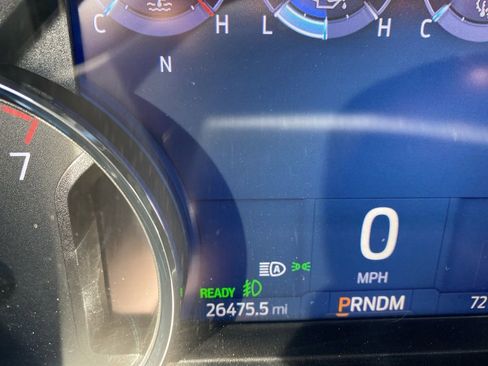 C H L H C
N
7
0
MPH
A
READY
26475.5 mi PRNDM 72